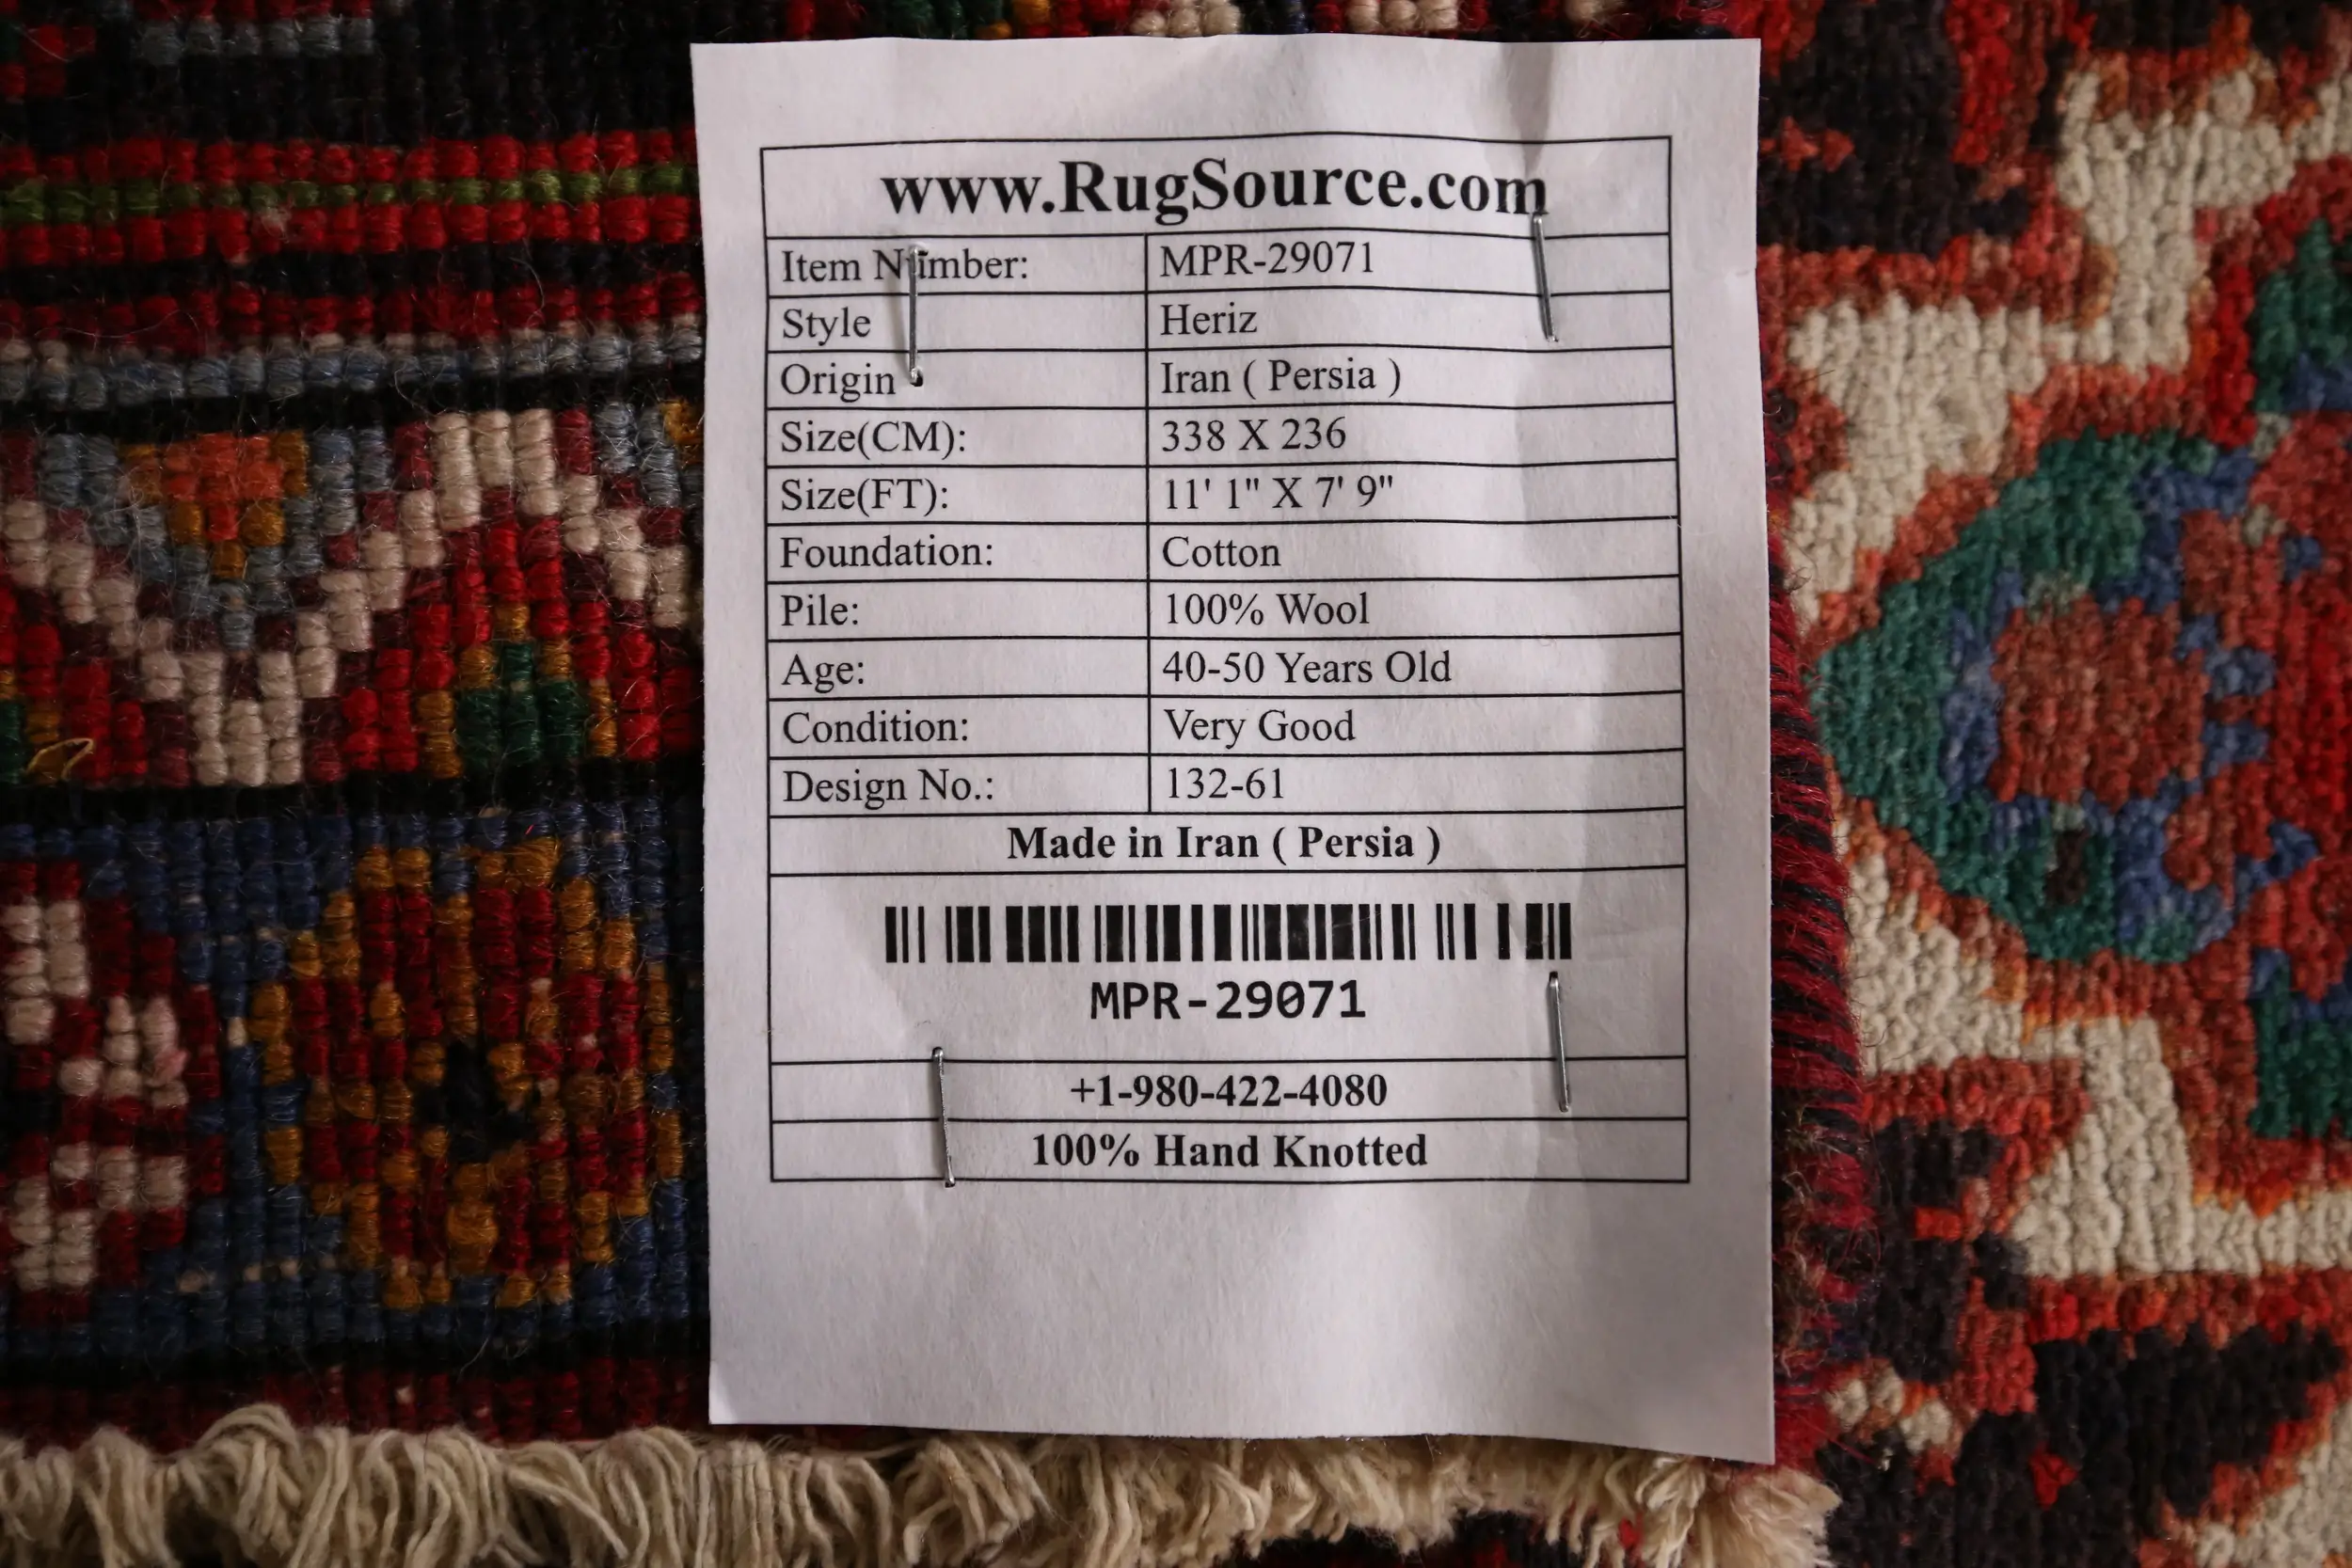 www.RugSource.com
Item Number: MPR-29071
Style Heriz
Origin Iran ( Persia )
Size(CM): 338 X 236
Size(FT): 11' 1" X 7' 9"
Foundation: Cotton
Pile: 100% Wool
Age: 40-50 Years Old
Condition: Very Good
Design No.: 132-61
Made in Iran ( Persia )
MPR-29071
+1-980-422-4080
100% Hand Knotted